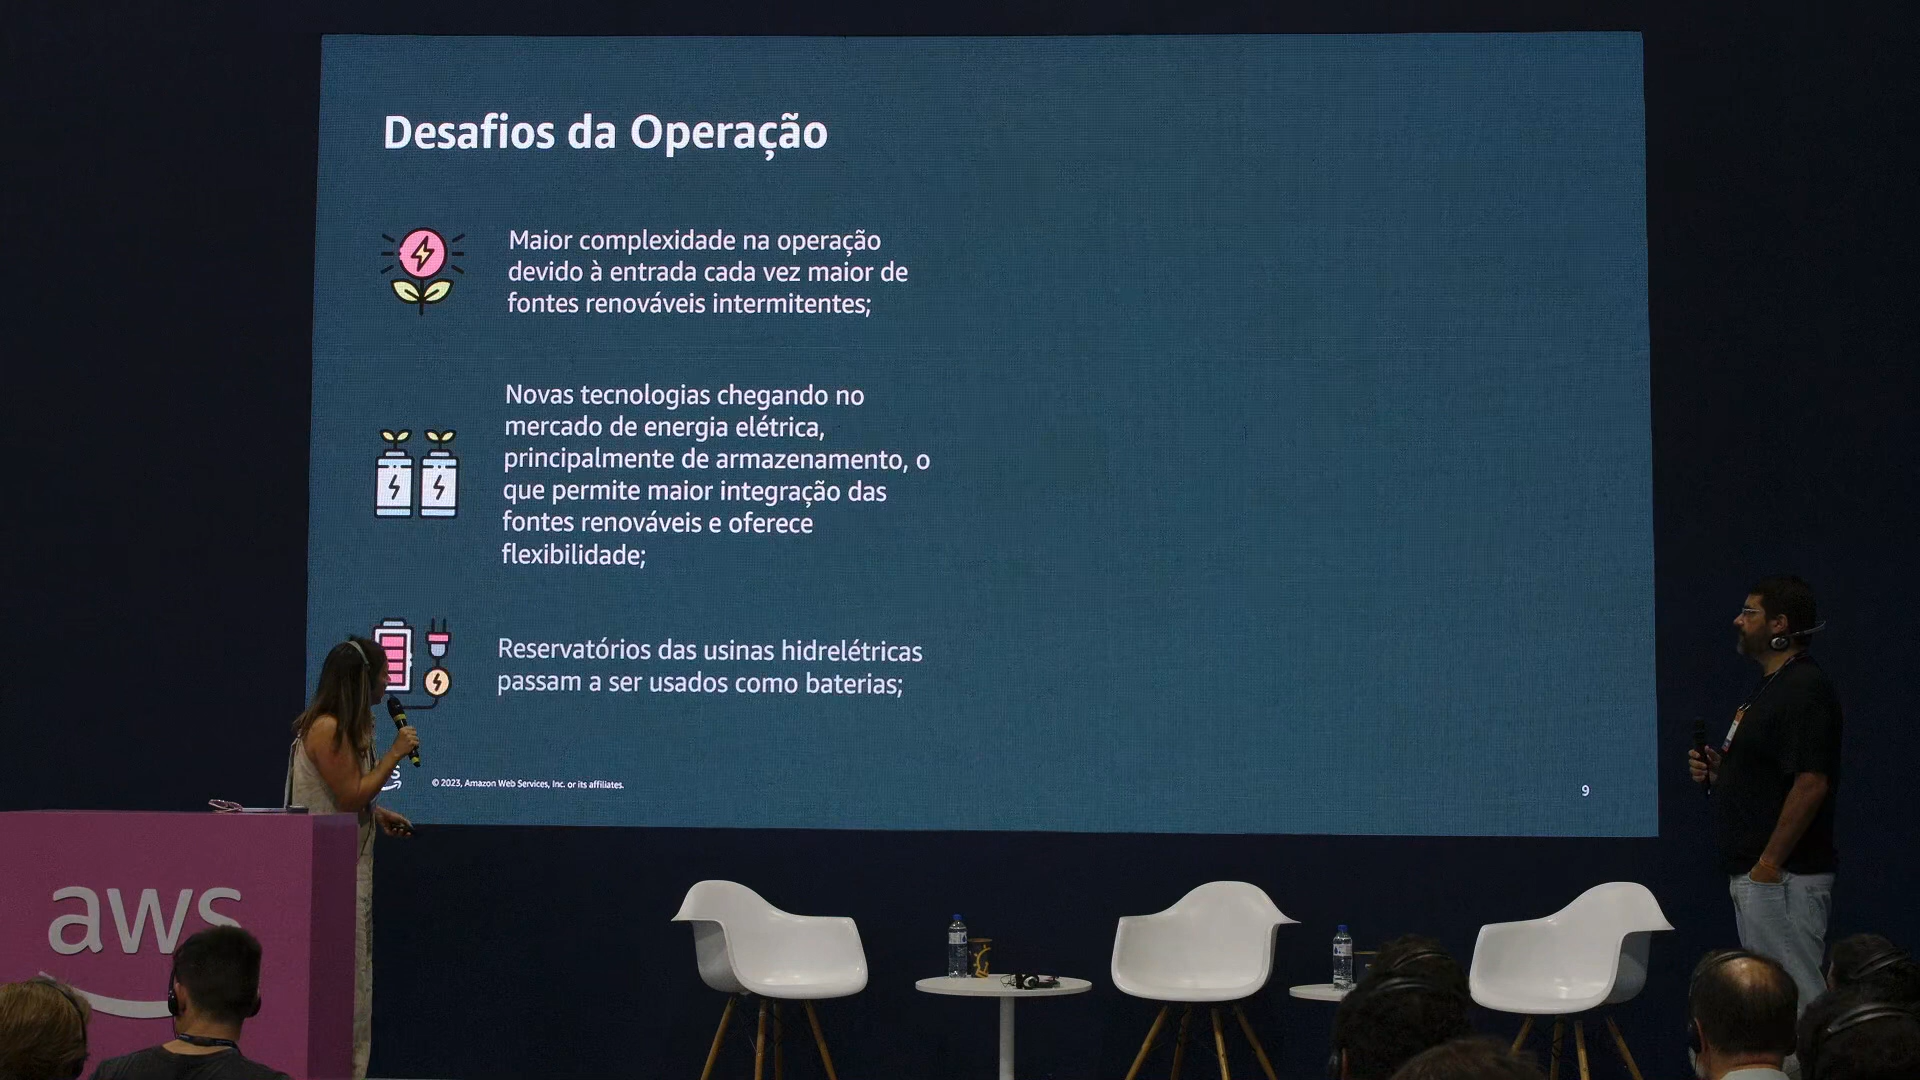 Desafios da Operação
Maior complexidade na operação
devido à entrada cada vez maior de
fontes renováveis intermitentes;
Novas tecnologias chegando no
mercado de energia elétrica,
principalmente de armazenamento, o
que permite maior integração das
fontes renováveis e oferece
flexibilidade;
Reservatórios das usinas hidrelétricas
passam a ser usados como baterias;
© 2023, Amazon Web Services, Inc. or its affiliates.
9
aws